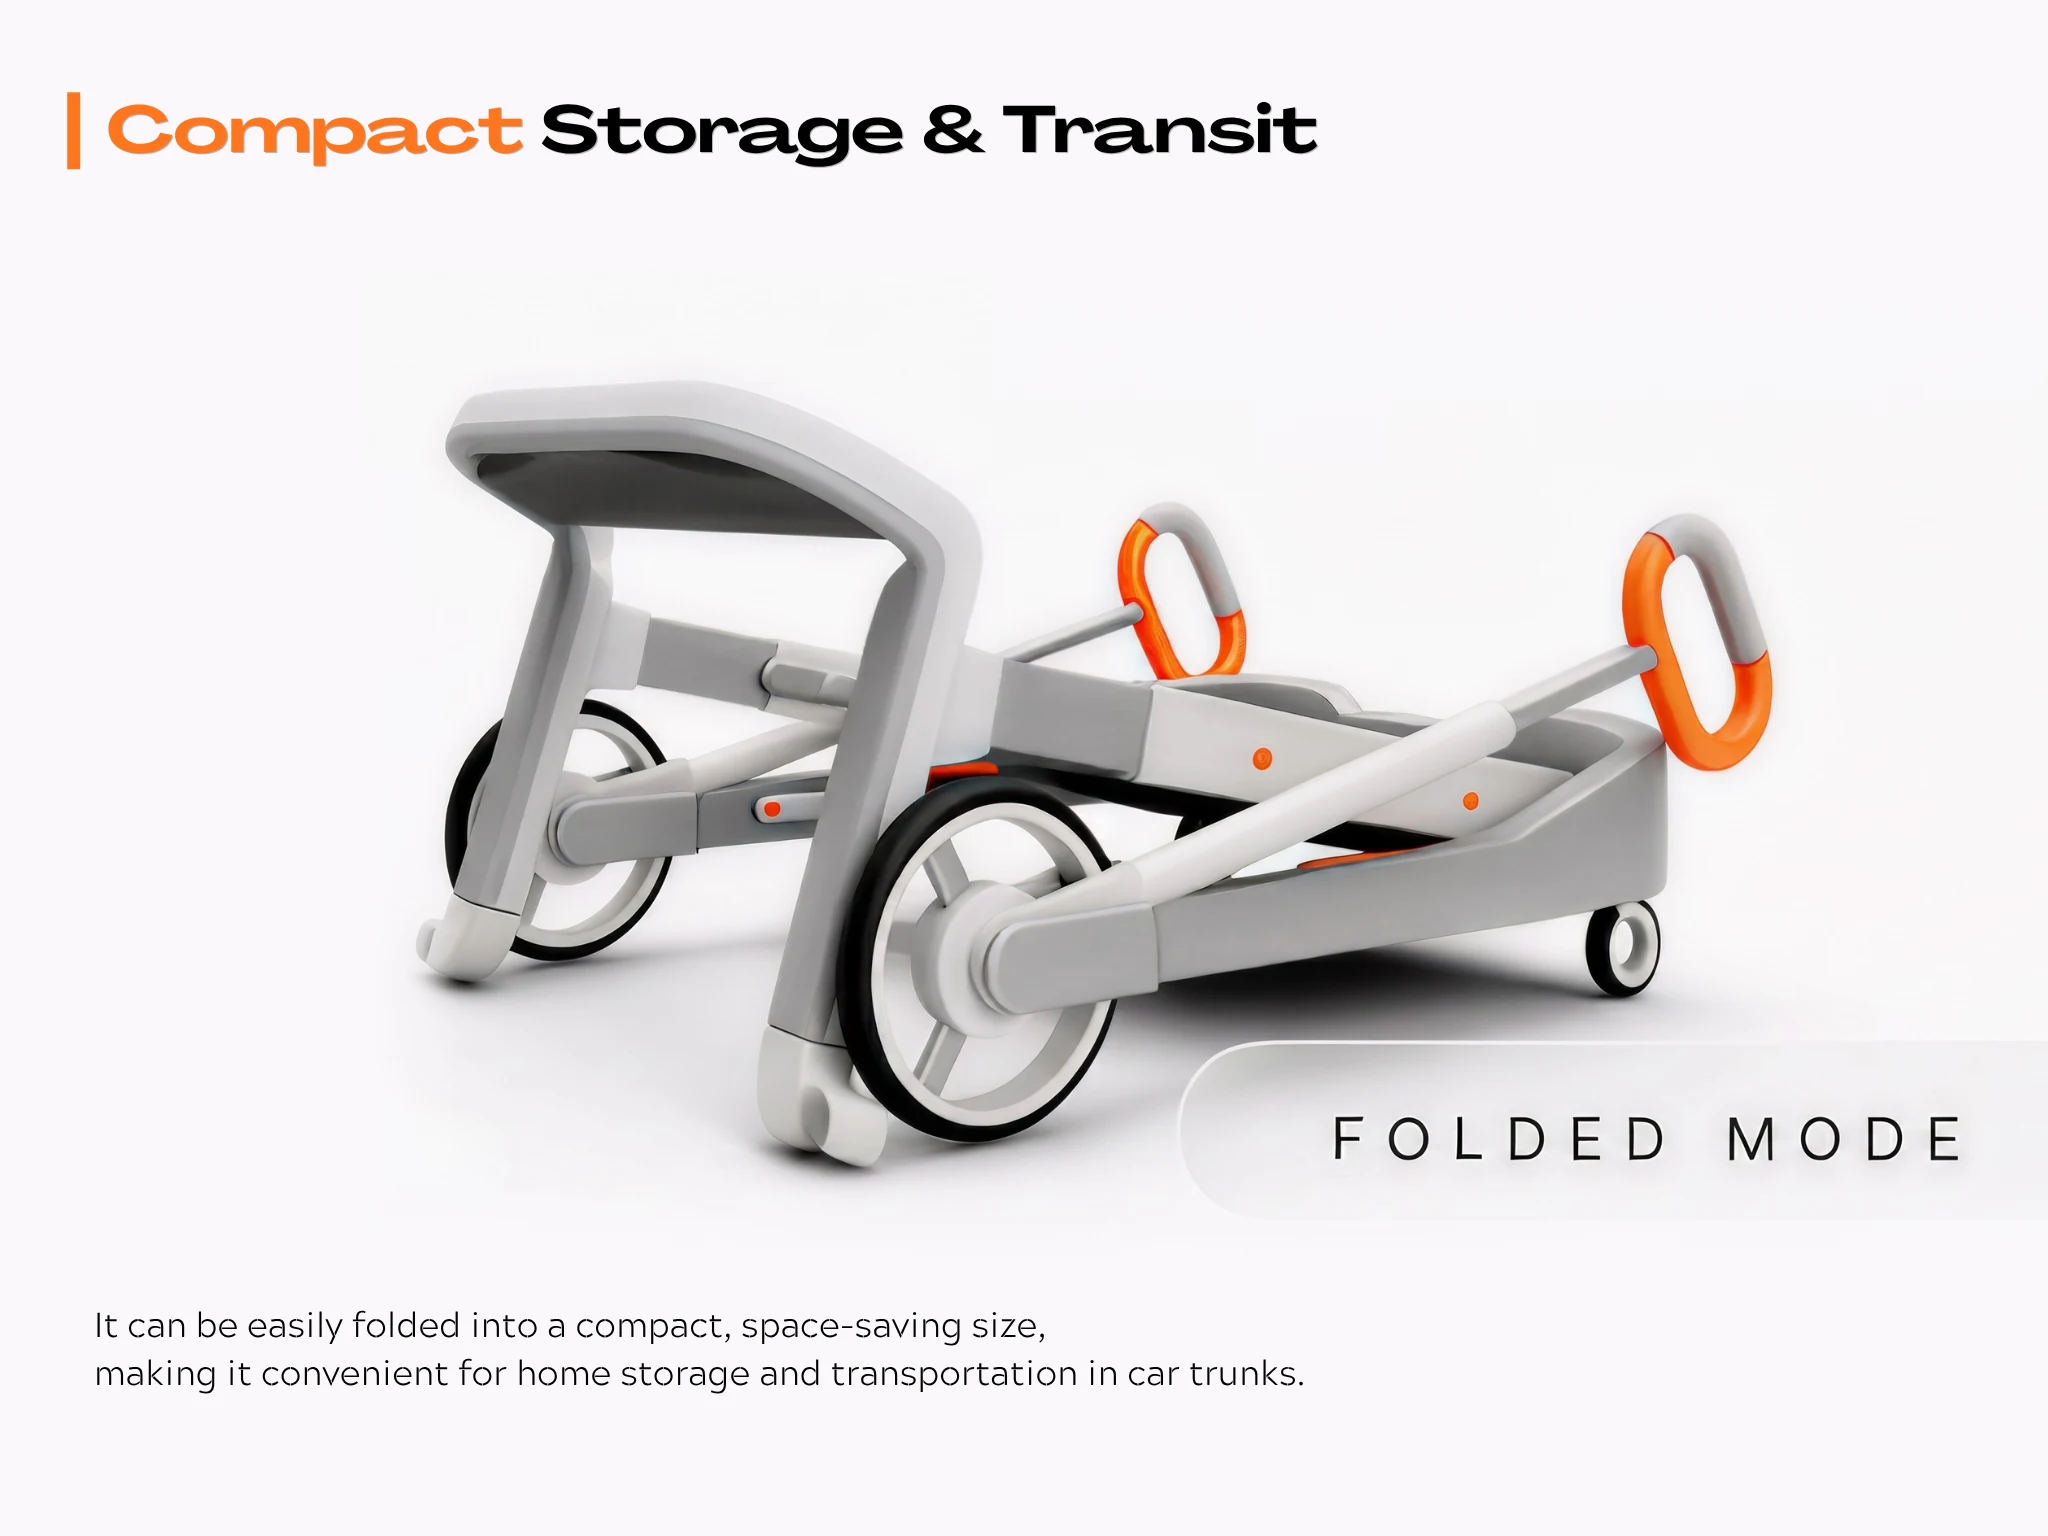 Compact Storage & Transit
FOLDED MODE
It can be easily folded into a compact, space-saving size,
making it convenient for home storage and transportation in car trunks.